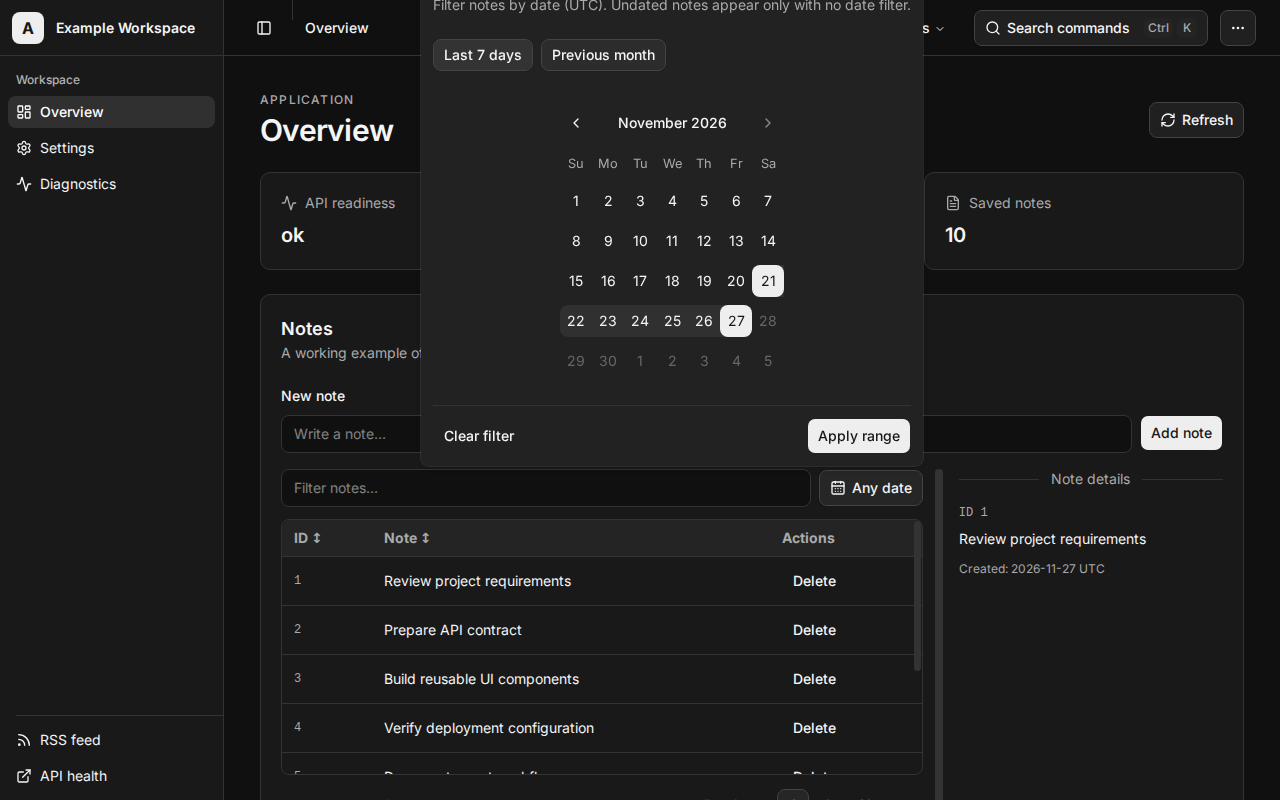 A Example Workspace
Workspace
Overview
Settings
Diagnostics
RSS feed
API health
Overview
s
Search commands Ctrl K
APPLICATION
Overview
Refresh
API readiness
ok
Saved notes
10
Notes
A working example of
New note
Write a note...
Add note
Filter notes by date (UTC). Undated notes appear only with no date filter.
Last 7 days Previous month
November 2026
Su Mo Tu We Th Fr Sa
1 2 3 4 5 6 7
8 9 10 11 12 13 14
15 16 17 18 19 20 21
22 23 24 25 26 27 28
29 30 1 2 3 4 5
Clear filter Apply range
Filter notes...
Any date
ID Note Actions
1 Review project requirements Delete
2 Prepare API contract Delete
3 Build reusable UI components Delete
4 Verify deployment configuration Delete
Note details
ID 1
Review project requirements
Created: 2026-11-27 UTC